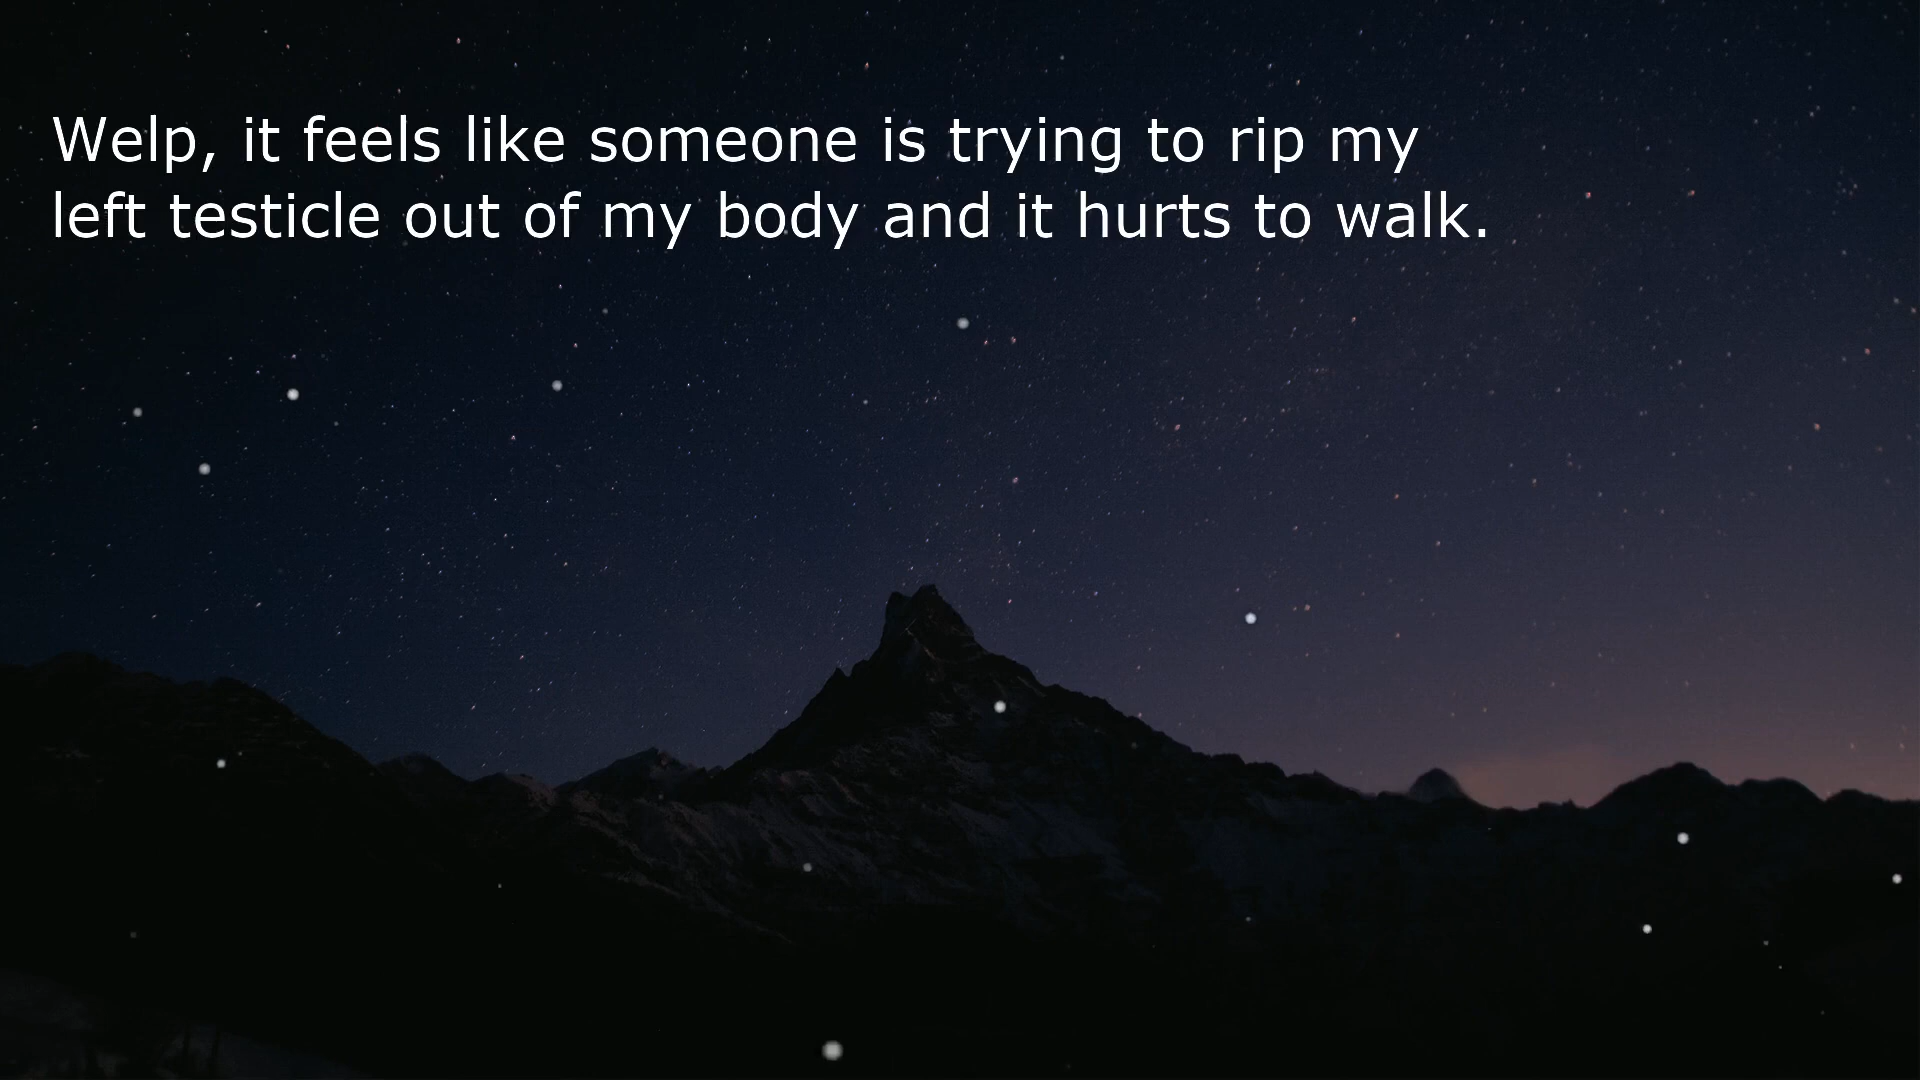 Welp, it feels like someone is trying to rip my
left testicle out of my body and it hurts to walk.